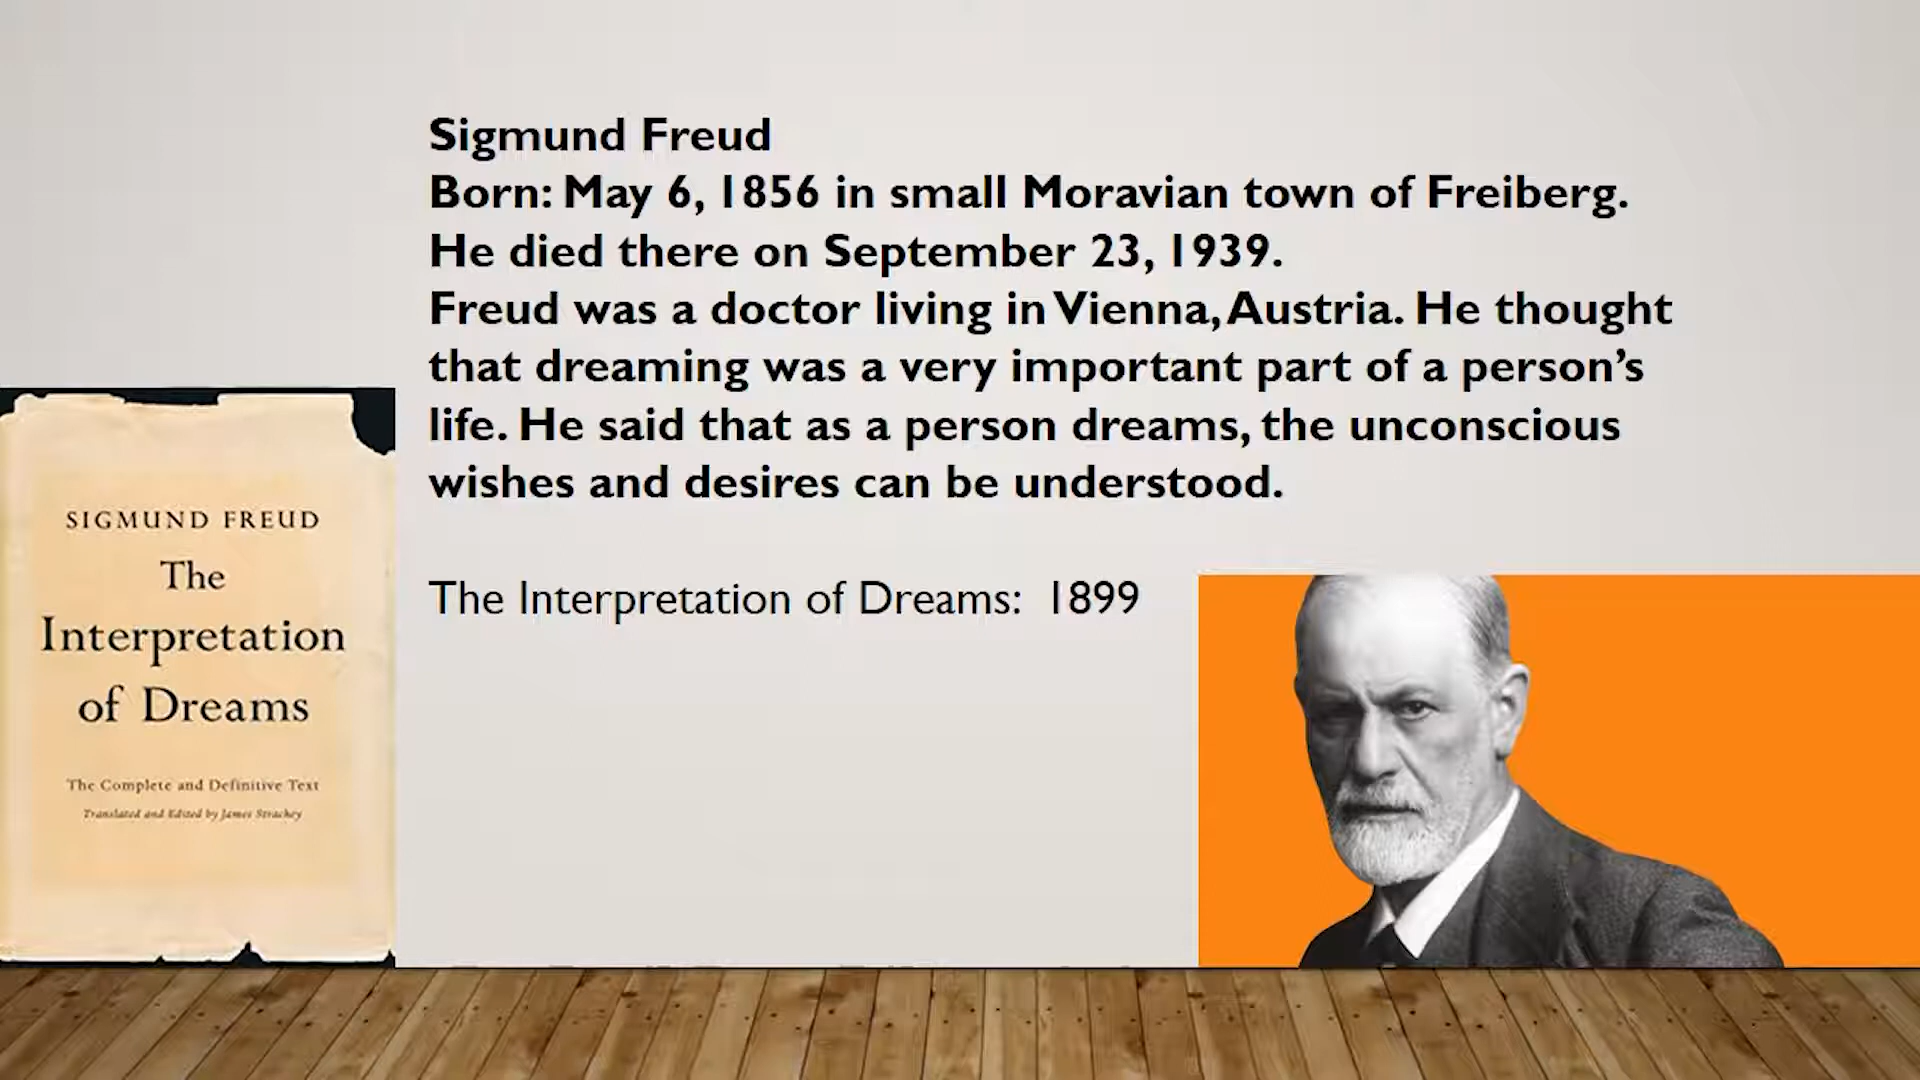 Sigmund Freud
Born: May 6, 1856 in small Moravian town of Freiberg.
He died there on September 23, 1939.
Freud was a doctor living in Vienna, Austria. He thought
that dreaming was a very important part of a person’s
life. He said that as a person dreams, the unconscious
wishes and desires can be understood.
The Interpretation of Dreams: 1899
SIGMUND FREUD
The
Interpretation
of Dreams
The Complete and Definitive Text
Translated and Edited by James Strachey